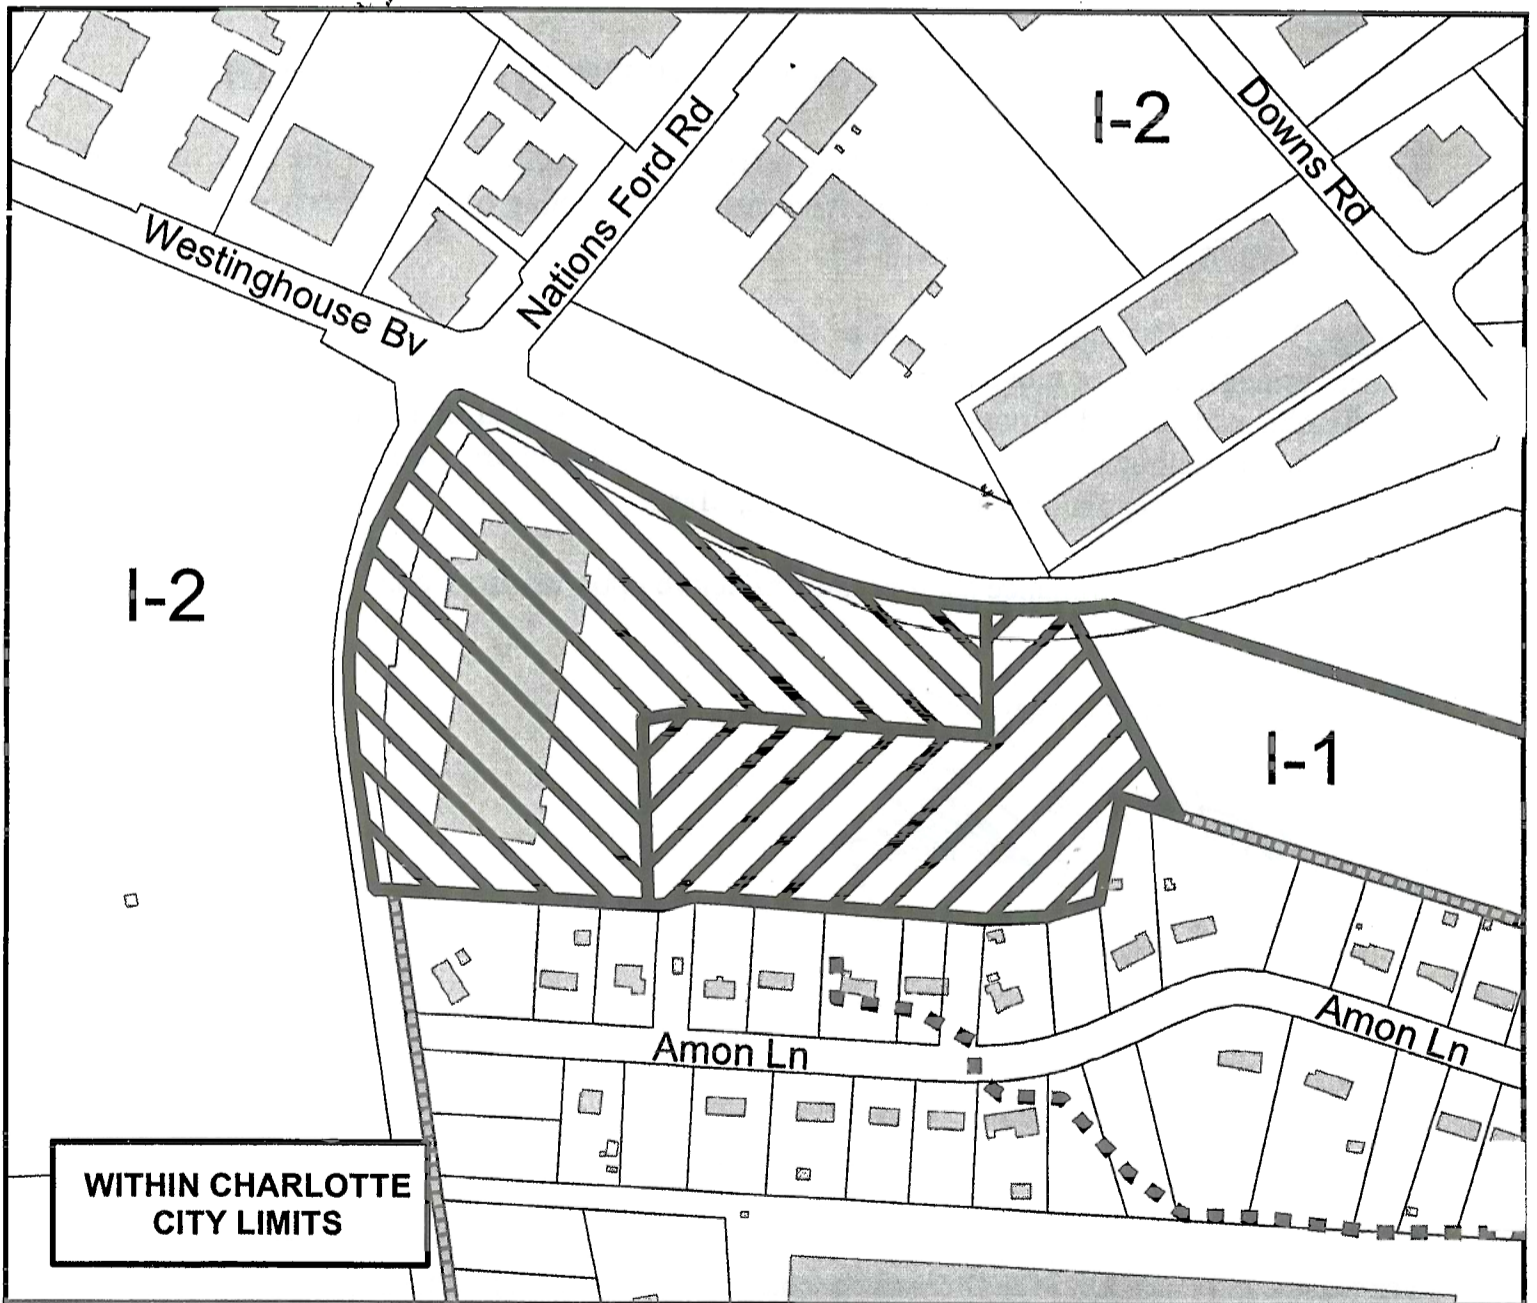 I-2
Downs Rd
Nations Ford Rd
Westinghouse Bv
I-2
I-1
Amon Ln
Amon Ln
WITHIN CHARLOTTE
CITY LIMITS